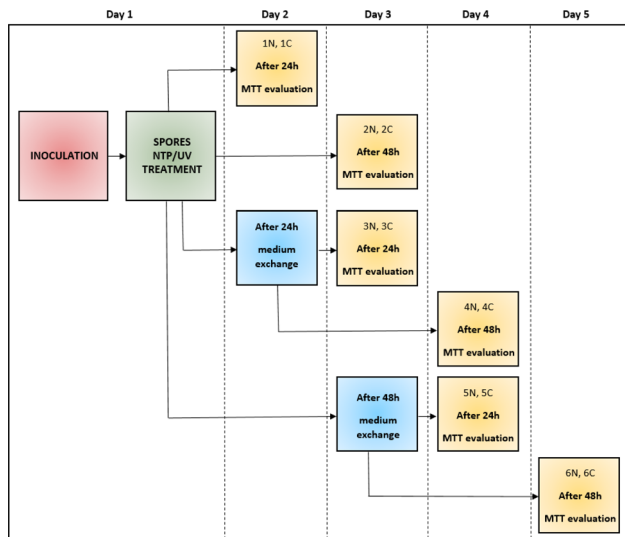 Day 1
Day 2
Day 3
Day 4
Day 5
1N, 1C
After 24h
MTT evaluation
INOCULATION
SPORES
NTP/UV
TREATMENT
2N, 2C
After 48h
MTT evaluation
After 24h
medium
exchange
3N, 3C
After 24h
MTT evaluation
4N, 4C
After 48h
MTT evaluation
After 48h
medium
exchange
5N, 5C
After 24h
MTT evaluation
6N, 6C
After 48h
MTT evaluation